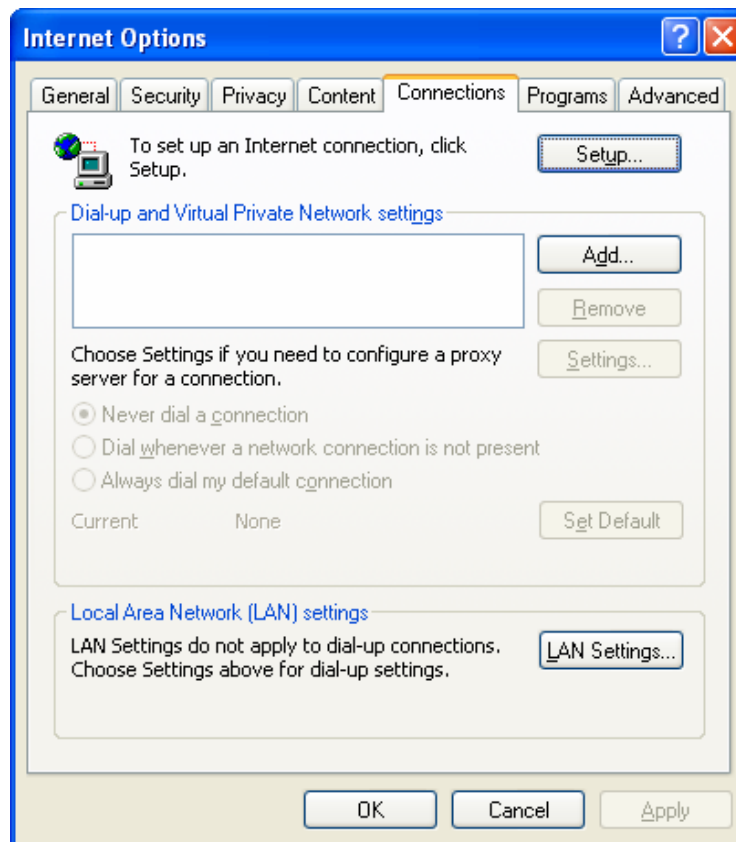 Internet Options
General Security Privacy Content Connections Programs Advanced
To set up an Internet connection, click
Setup.
Setup...
Dial-up and Virtual Private Network settings
Add...
Remove
Choose Settings if you need to configure a proxy
server for a connection.
Settings...
Never dial a connection
Dial whenever a network connection is not present
Always dial my default connection
Current None
Set Default
Local Area Network (LAN) settings
LAN Settings do not apply to dial-up connections.
Choose Settings above for dial-up settings.
LAN Settings...
OK Cancel Apply